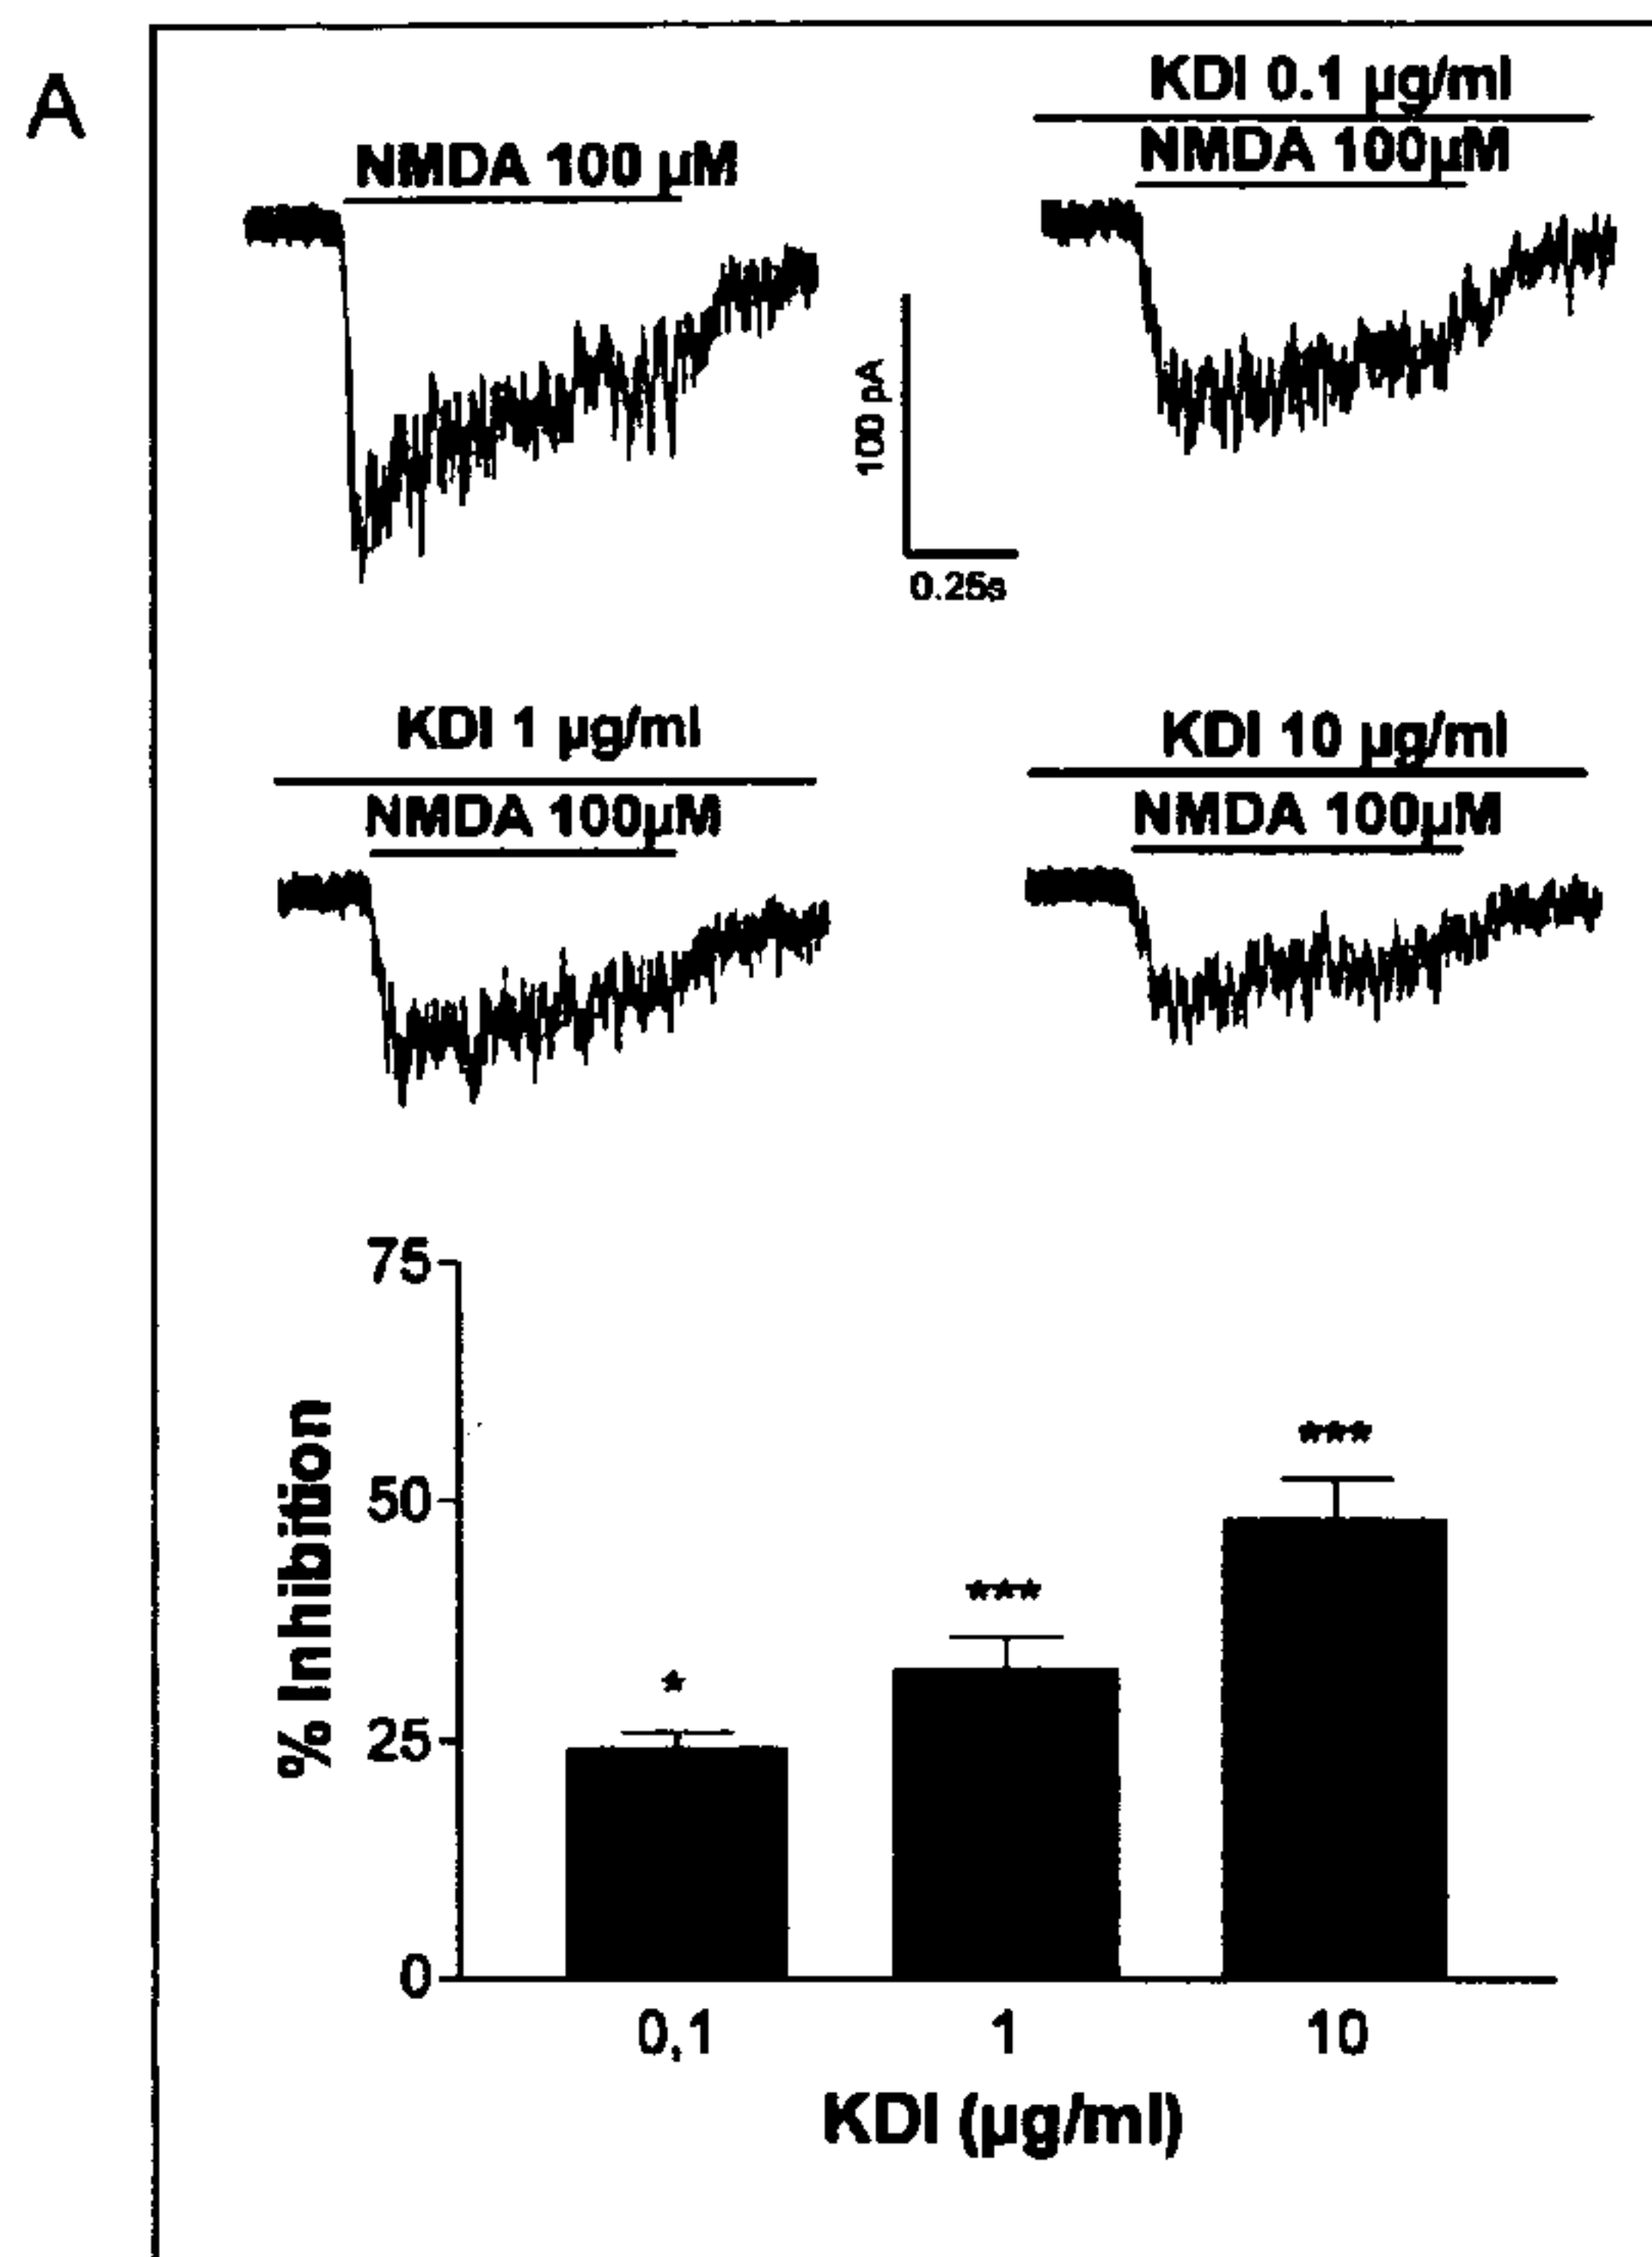 A
NMDA 100 µM
KDI 0.1 µg/ml
NMDA 100µM
100 pA
0.25s
KDI 1 µg/ml
NMDA 100µM
KDI 10 µg/ml
NMDA 100µM
75
50
25
0
% Inhibition
*
***
***
0,1
1
10
KDI (µg/ml)